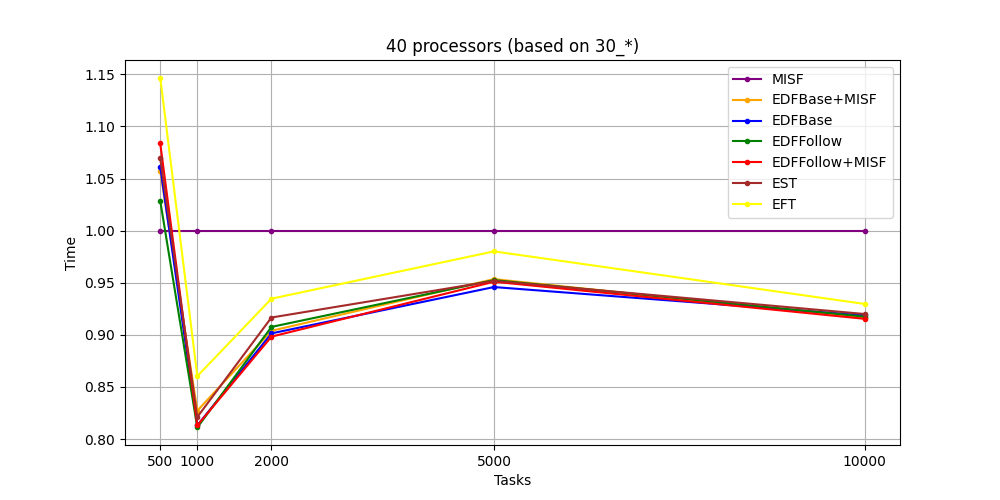 40 processors (based on 30_*)
1.15
1.10
1.05
1.00
0.95
0.90
0.85
0.80
Time
MISF
EDFBase+MISF
EDFBase
EDFFollow
EDFFollow+MISF
EST
EFT
500 1000 2000 5000 10000
Tasks